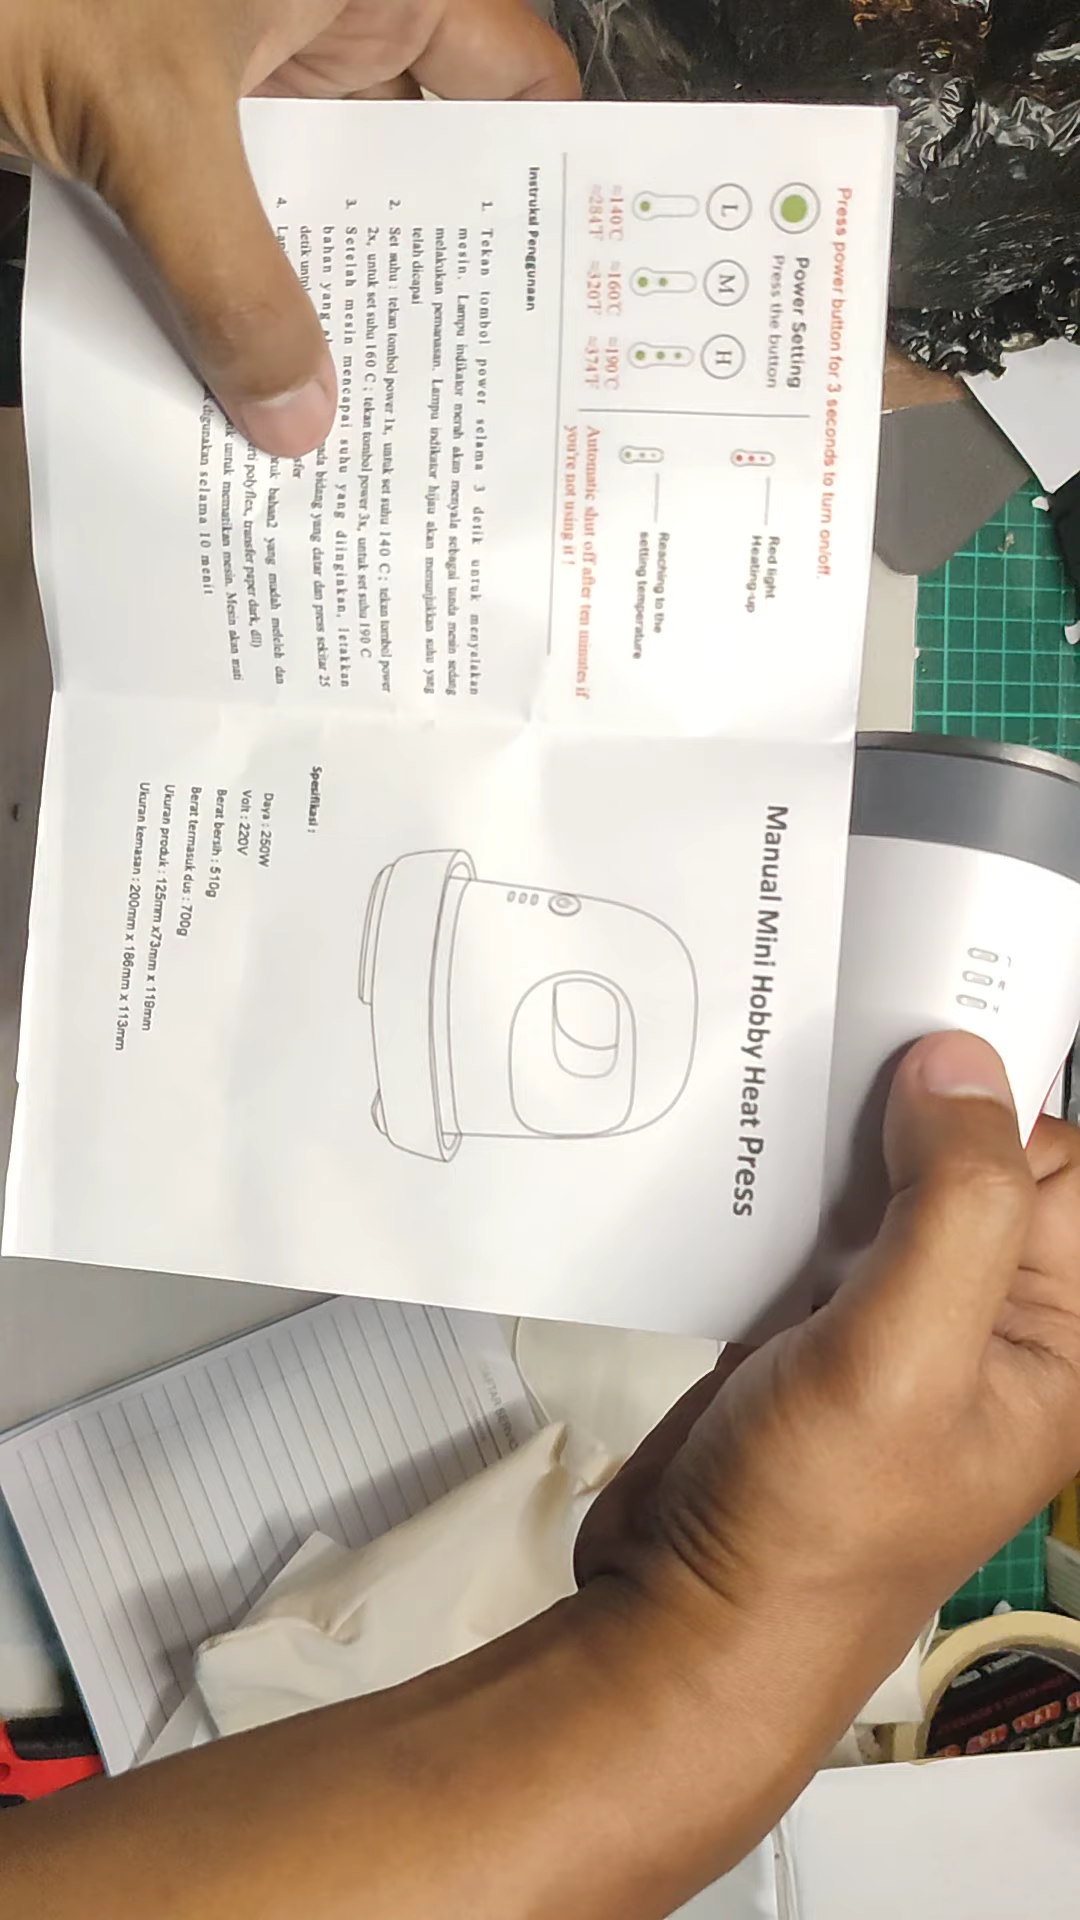 Press power button for 3 seconds to turn on/off.
Power Setting
Press the button
L M H
≈140℃ ≈160℃ ≈190℃
≈284℉ ≈320℉ ≈374℉
Red light
Heating-up
Reaching to the
setting temperature
Automatic shut off after ten minutes if
you're not using it !
Instruksi Penggunaan
1. Tekan tombol power selama 3 detik untuk menyalakan
mesin. Lampu indikator merah akan menyala sebagai tanda mesin sedang
melakukan pemanasan. Lampu indikator hijau akan menunjukkan suhu yang
telah dicapai
2. Set suhu : tekan tombol power 1x, untuk set suhu 140 C ; tekan tombol power
2x, untuk set suhu 160 C ; tekan tombol power 3x, untuk set suhu 190 C
3. Setelah mesin mencapai suhu yang diinginkan, letakkan
bahan yang bidang yang datar dan press sekitar 25
detik
4. bahan2 yang mudah meleleh dan
polyflex, transfer paper dark, dll)
untuk mematikan mesin. Mesin akan mati
digunakan selama 10 menit
Manual Mini Hobby Heat Press
Spesifikasi :
Daya : 250W
Volt : 220V
Berat bersih : 510g
Berat termasuk dus : 700g
Ukuran produk : 125mm x73mm x 119mm
Ukuran kemasan : 200mm x 186mm x 113mm
L M H